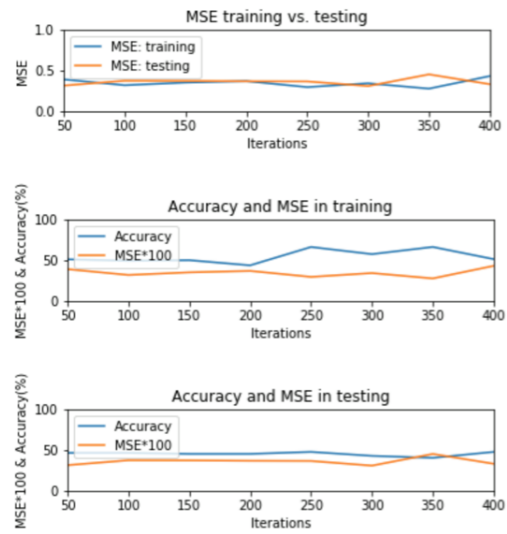 MSE training vs. testing
1.0
0.5
0.0
MSE
MSE: training
MSE: testing
50 100 150 200 250 300 350 400
Iterations
Accuracy and MSE in training
100
50
0
MSE*100 & Accuracy(%)
Accuracy
MSE*100
50 100 150 200 250 300 350 400
Iterations
Accuracy and MSE in testing
100
50
0
MSE*100 & Accuracy(%)
Accuracy
MSE*100
50 100 150 200 250 300 350 400
Iterations